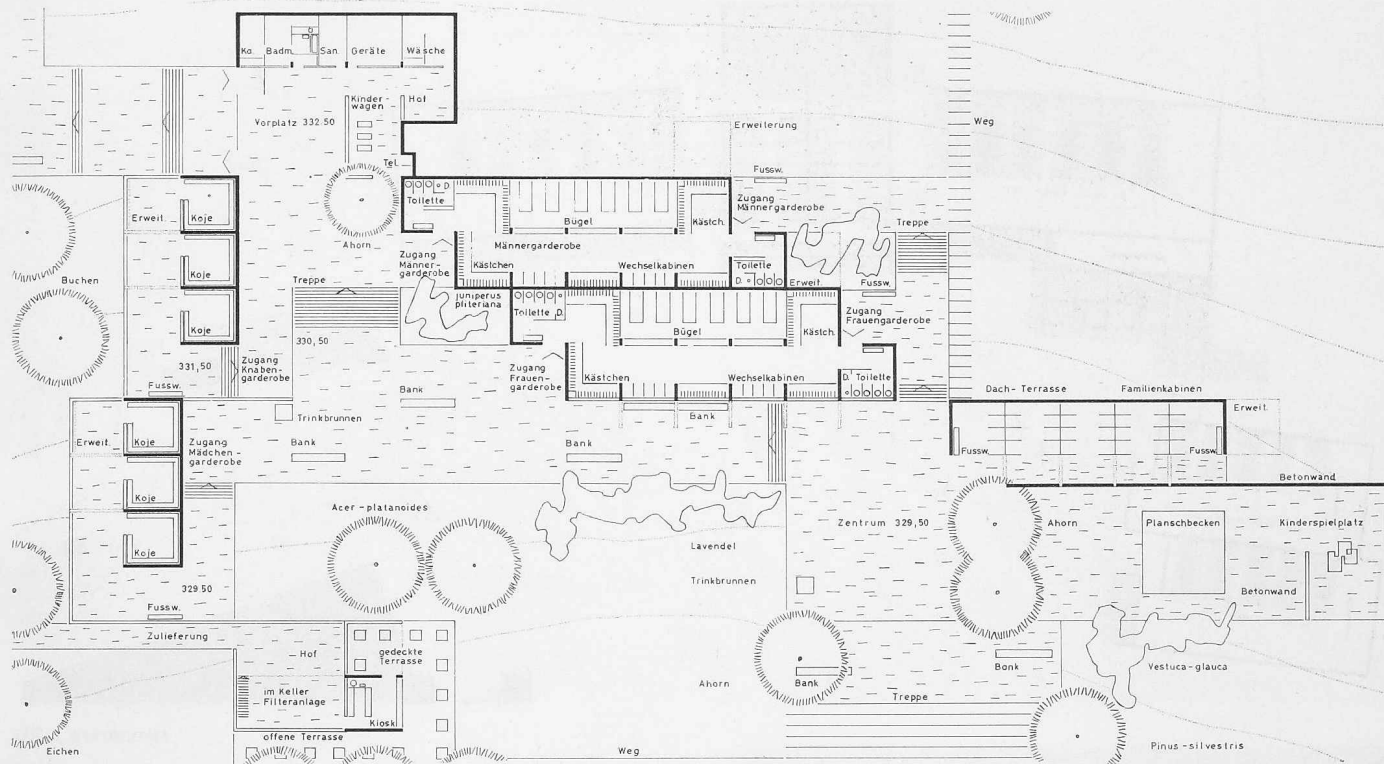 Ka.
Badm.
San.
Geräte
Wäsche
Kinder-
wagen
Hof
Vorplatz 332.50
Tel.
Erweiterung
Weg
Fussw.
Erweit.
Koje
Toilette
D.
Bügel
Kästch.
Zugang
Männergarderobe
Treppe
Ahorn
Männergarderobe
Koje
Zugang
Männer-
garderobe
Kästchen
Wechselkabinen
Toilette
D.
Erweit.
Fussw.
Buchen
Treppe
juniperus
pfiteriana
Toilette
D.
Koje
330,50
Bügel
Kästch.
Zugang
Frauengarderobe
331,50
Zugang
Knaben-
garderobe
Zugang
Frauen-
garderobe
Kästchen
Wechselkabinen
D.
Toilette
Fussw.
Bank
Dach-Terrasse
Familienkabinen
Erweit.
Trinkbrunnen
Bank
Erweit.
Koje
Zugang
Mädchen-
garderobe
Bank
Bank
Fussw.
Fussw.
Koje
Betonwand
Acer-platanoides
Zentrum 329,50
Ahorn
Planschbecken
Kinderspielplatz
Koje
Lavendel
329.50
Trinkbrunnen
Betonwand
Fussw.
Zulieferung
Hof
gedeckte
Terrasse
Bank
Vestuca-glauca
im Keller
Filteranlage
Ahorn
Bank
Treppe
Kiosk
offene Terrasse
Eichen
Weg
Pinus-silvestris